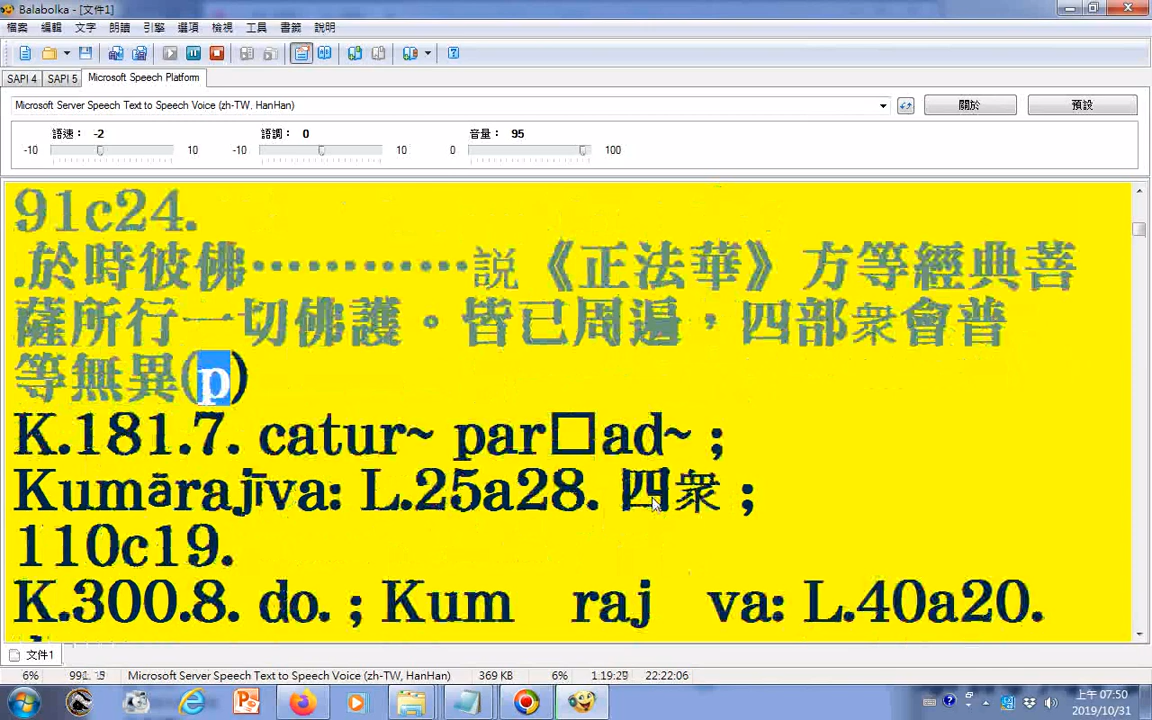 Balabolka - [文件1]
檔案 編輯 文字 朗讀 引擎 選項 檢視 工具 書籤 說明
SAPI 4 SAPI 5 Microsoft Speech Platform
Microsoft Server Speech Text to Speech Voice (zh-TW, HanHan) 關於 預設
語速： -2 語調： 0 音量： 95
-10 10 -10 10 0 100
91c24.
.於時彼佛…………説《正法華》方等經典菩
薩所行一切佛護。皆已周遍，四部衆會普
等無異(p)
K.181.7. catur~ par□ad~ ;
Kumārajīva: L.25a28. 四衆 ;
110c19.
K.300.8. do. ; Kum raj va: L.40a20.
文件1
6% Microsoft Server Speech Text to Speech Voice (zh-TW, HanHan) 369 KB 6% 1:19:29 22:22:06
上午 07:50
2019/10/31